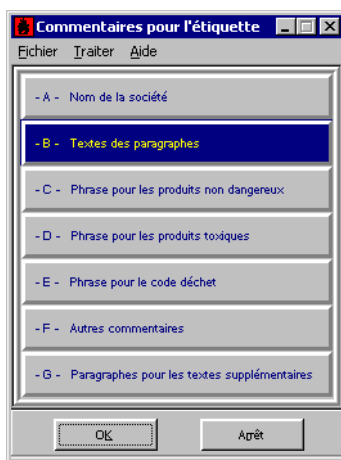 Commentaires pour l'étiquette
Fichier Traiter Aide
- A - Nom de la société
- B - Textes des paragraphes
- C - Phrase pour les produits non dangereux
- D - Phrase pour les produits toxiques
- E - Phrase pour le code déchet
- F - Autres commentaires
- G - Paragraphes pour les textes supplémentaires
OK Arrêt